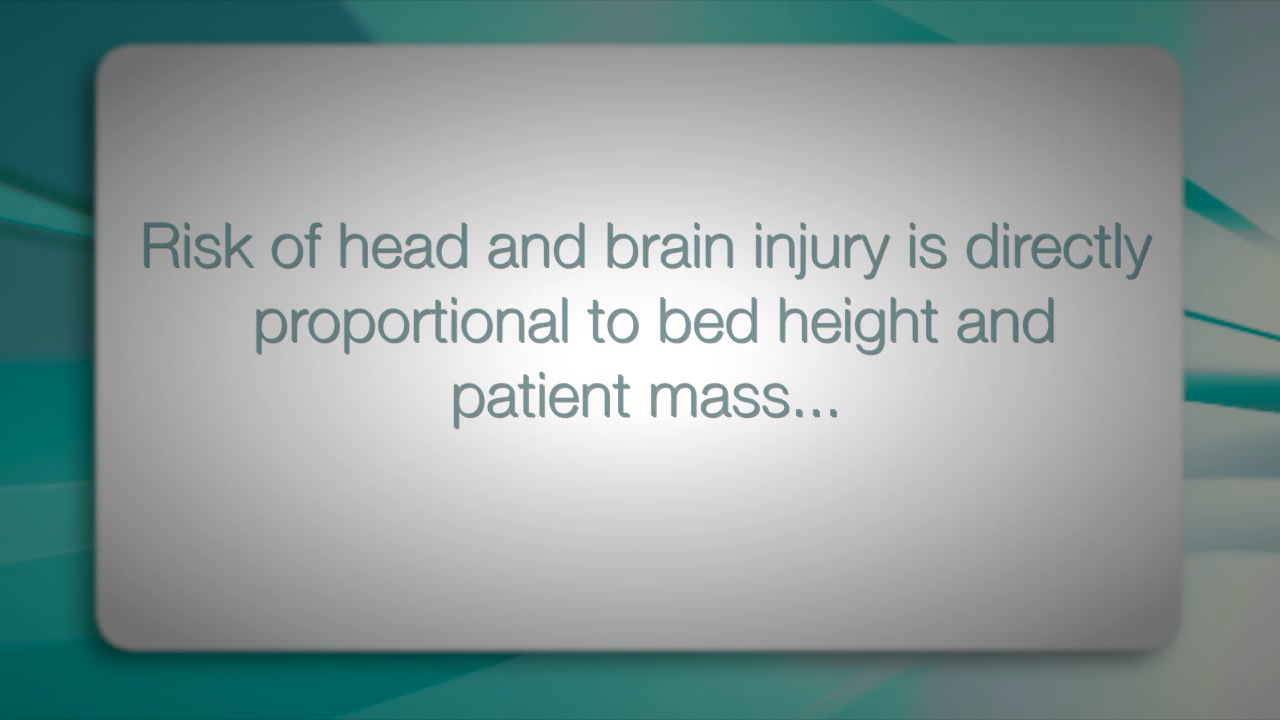 Risk of head and brain injury is directly
proportional to bed height and
patient mass...